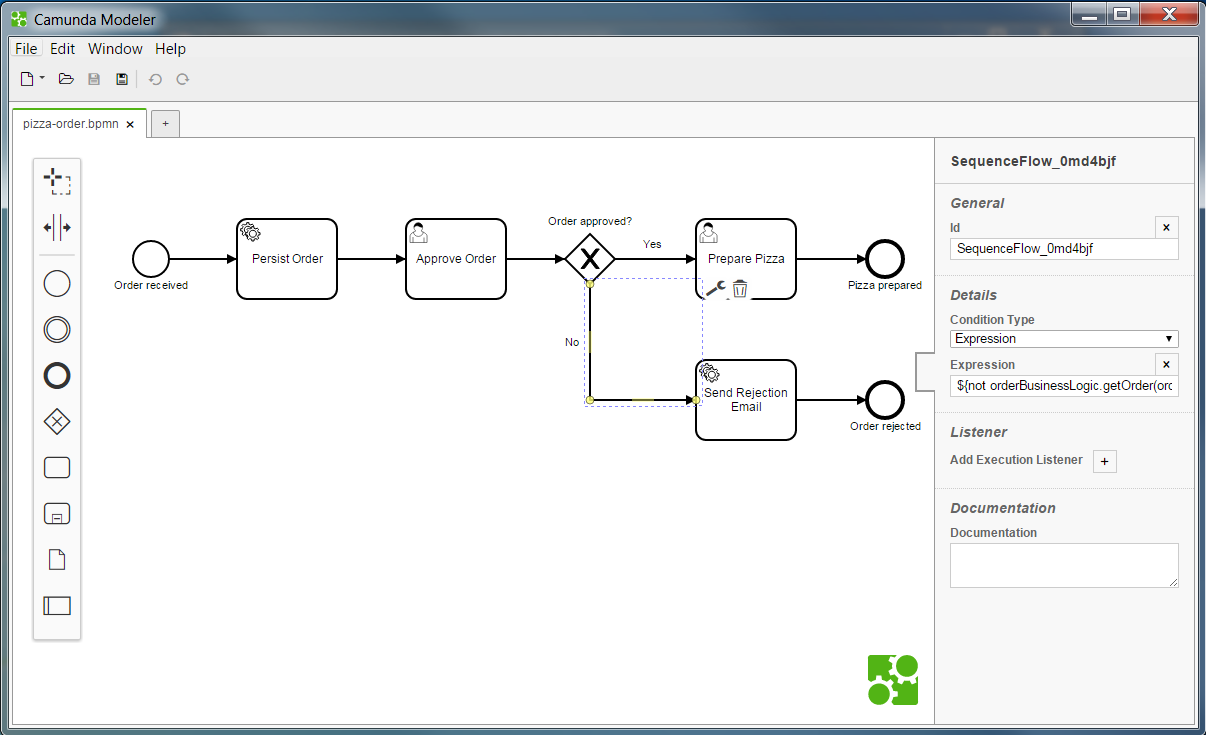 Camunda Modeler
File Edit Window Help
pizza-order.bpmn
Order received
Persist Order
Approve Order
Order approved?
Yes
Prepare Pizza
Pizza prepared
No
Send Rejection
Email
Order rejected
SequenceFlow_0md4bjf
General
Id
SequenceFlow_0md4bjf
Details
Condition Type
Expression
Expression
${not orderBusinessLogic.getOrder(orc
Listener
Add Execution Listener
Documentation
Documentation